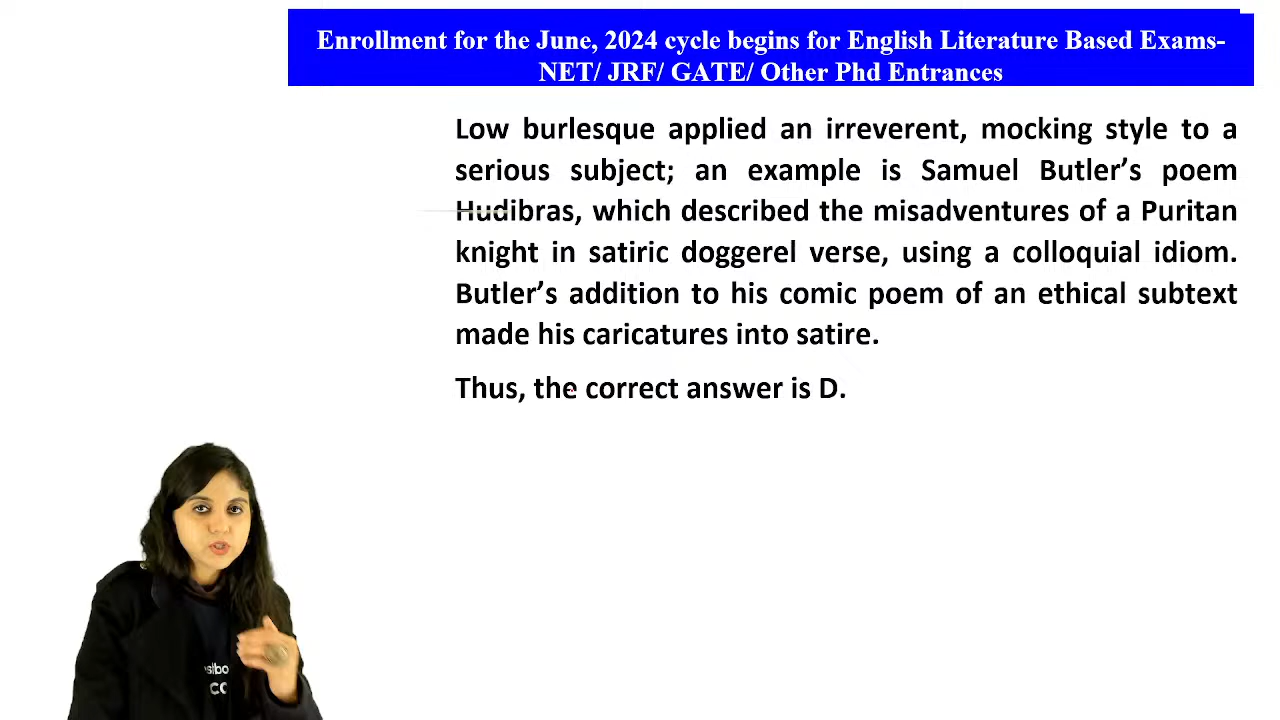 Enrollment for the June, 2024 cycle begins for English Literature Based Exams-
NET/ JRF/ GATE/ Other Phd Entrances
Low burlesque applied an irreverent, mocking style to a
serious subject; an example is Samuel Butler’s poem
Hudibras, which described the misadventures of a Puritan
knight in satiric doggerel verse, using a colloquial idiom.
Butler’s addition to his comic poem of an ethical subtext
made his caricatures into satire.
Thus, the correct answer is D.